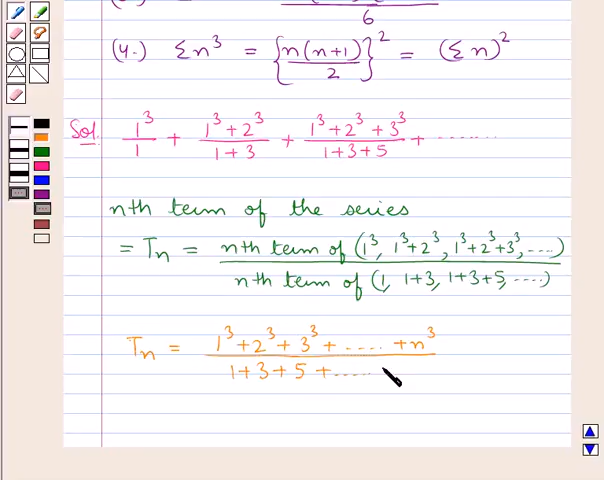 6
(4.) Σn³ = {n(n+1)/2}² = (Σn)²
Sol. 1³/1 + (1³+2³)/(1+3) + (1³+2³+3³)/(1+3+5) + ........
nth term of the series
= Tn = nth term of (1³, 1³+2³, 1³+2³+3³, ....) / nth term of (1, 1+3, 1+3+5, ....)
Tn = (1³+2³+3³+ ..... +n³) / (1+3+5+.....